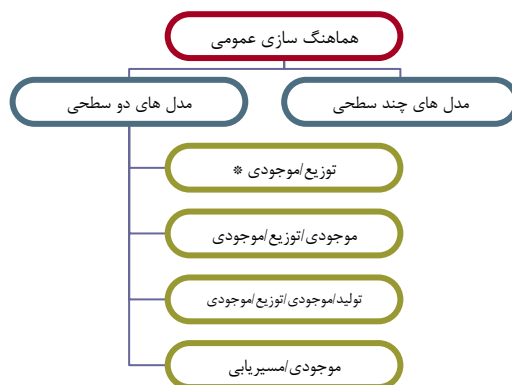 هماهنگ سازی عمومی
مدل های چند سطحی
مدل های دو سطحی
توزیع/موجودی *
موجودی/توزیع/موجودی
تولید/موجودی/توزیع/موجودی
موجودی/مسیریابی